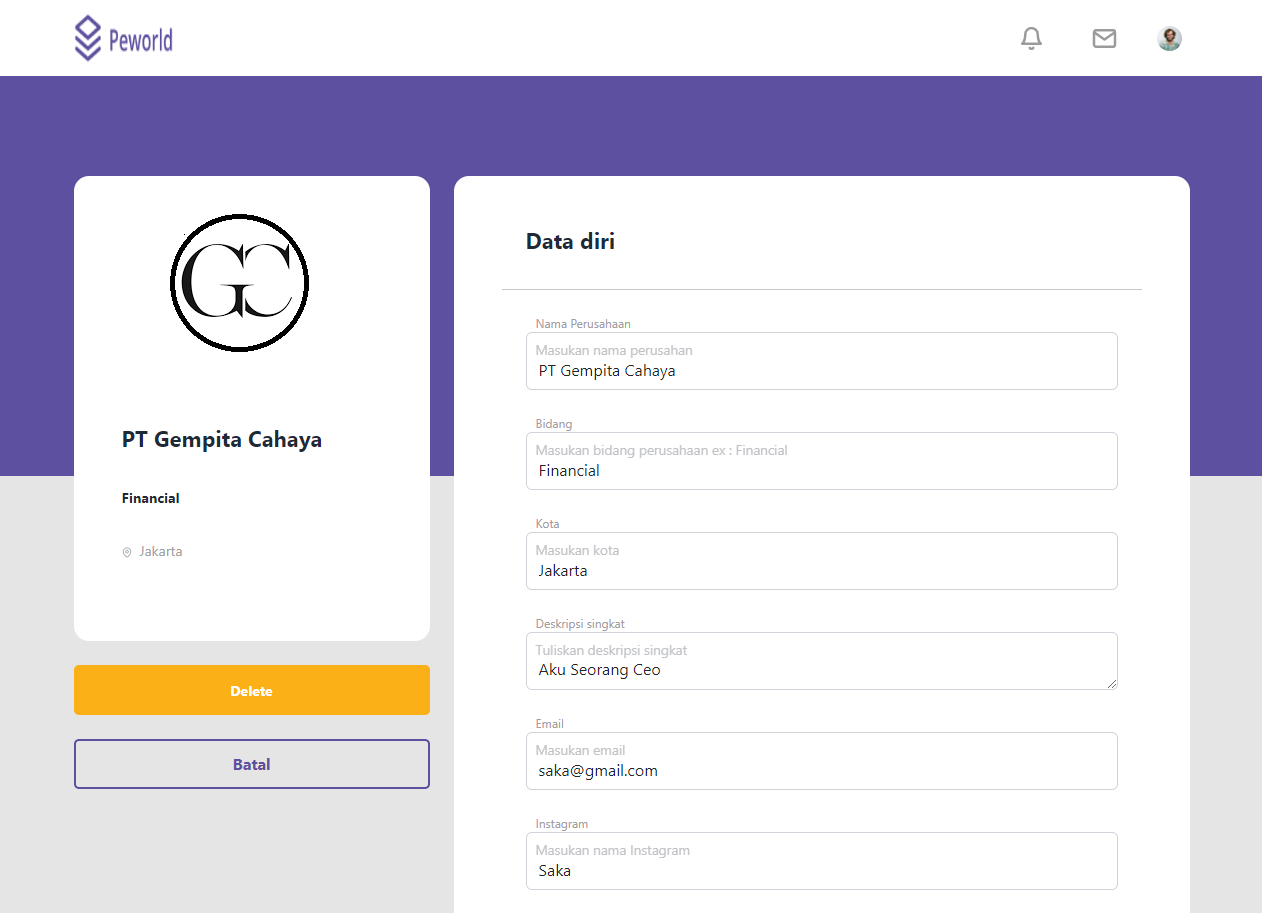 Peworld
GC
PT Gempita Cahaya
Financial
Jakarta
Delete
Batal
Data diri
Nama Perusahaan
Masukan nama perusahan
PT Gempita Cahaya
Bidang
Masukan bidang perusahaan ex : Financial
Financial
Kota
Masukan kota
Jakarta
Deskripsi singkat
Tuliskan deskripsi singkat
Aku Seorang Ceo
Email
Masukan email
saka@gmail.com
Instagram
Masukan nama Instagram
Saka